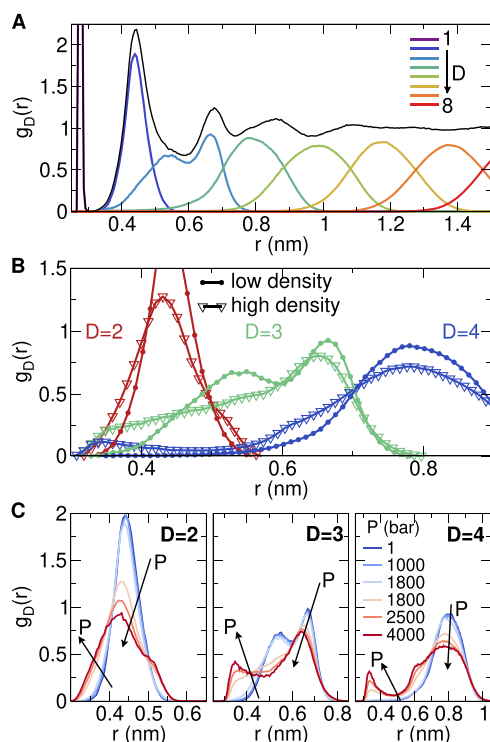 A
g_D(r)
2
1.5
1
0.5
0
1
D
8
0.4 0.6 0.8 1 1.2 1.4
r (nm)
B
g_D(r)
1.5
1
0.5
0
low density
high density
D=2 D=3 D=4
0.4 0.6 0.8
r (nm)
C
g_D(r)
2
1.5
1
0.5
0
D=2
P
P
0.4 0.5 0.6
r (nm)
D=3
P
P
0.2 0.4 0.6 0.8
r (nm)
D=4
P (bar)
1
1000
1800
1800
2500
4000
P
P
0.4 0.6 0.8 1
r (nm)